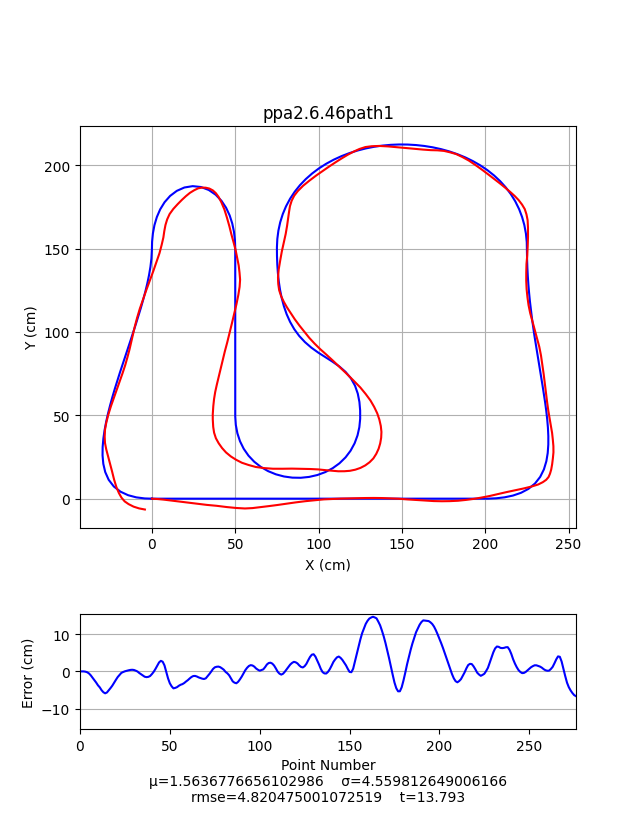 ppa2.6.46path1
200
150
100
50
0
Y (cm)
0 50 100 150 200 250
X (cm)
10
0
−10
Error (cm)
0 50 100 150 200 250
Point Number
μ=1.5636776656102986 σ=4.559812649006166
rmse=4.820475001072519 t=13.793